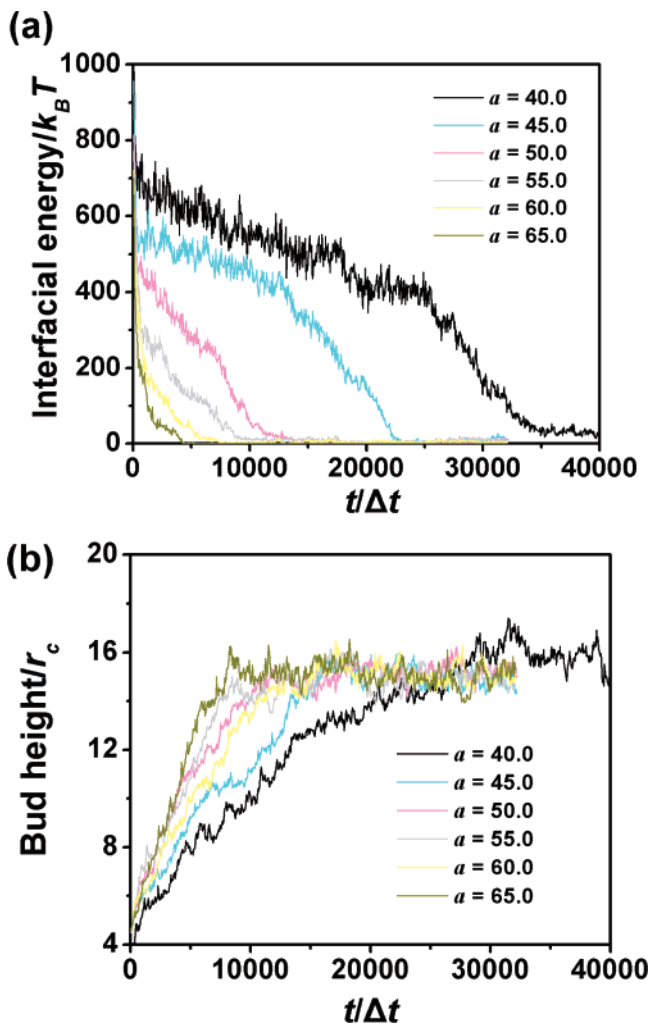 (a)
1000
800
600
400
200
0
Interfacial energy/k_BT
a = 40.0
a = 45.0
a = 50.0
a = 55.0
a = 60.0
a = 65.0
0 10000 20000 30000 40000
t/Δt
(b)
20
16
12
8
4
Bud height/r_c
a = 40.0
a = 45.0
a = 50.0
a = 55.0
a = 60.0
a = 65.0
0 10000 20000 30000 40000
t/Δt